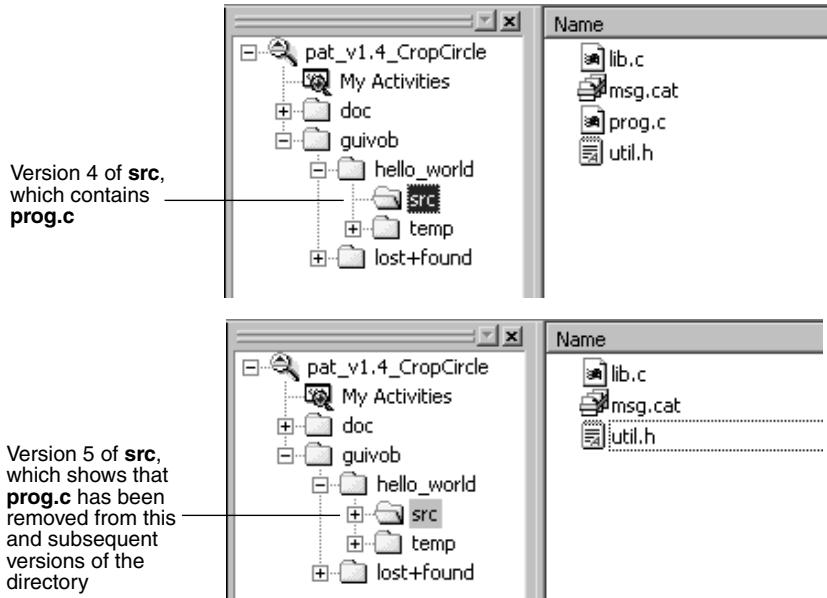 Name
pat_v1.4_CropCircle
My Activities
doc
guivob
hello_world
src
temp
lost+found
lib.c
msg.cat
prog.c
util.h
Version 4 of src,
which contains
prog.c
Name
pat_v1.4_CropCircle
My Activities
doc
guivob
hello_world
src
temp
lost+found
lib.c
msg.cat
util.h
Version 5 of src,
which shows that
prog.c has been
removed from this
and subsequent
versions of the
directory